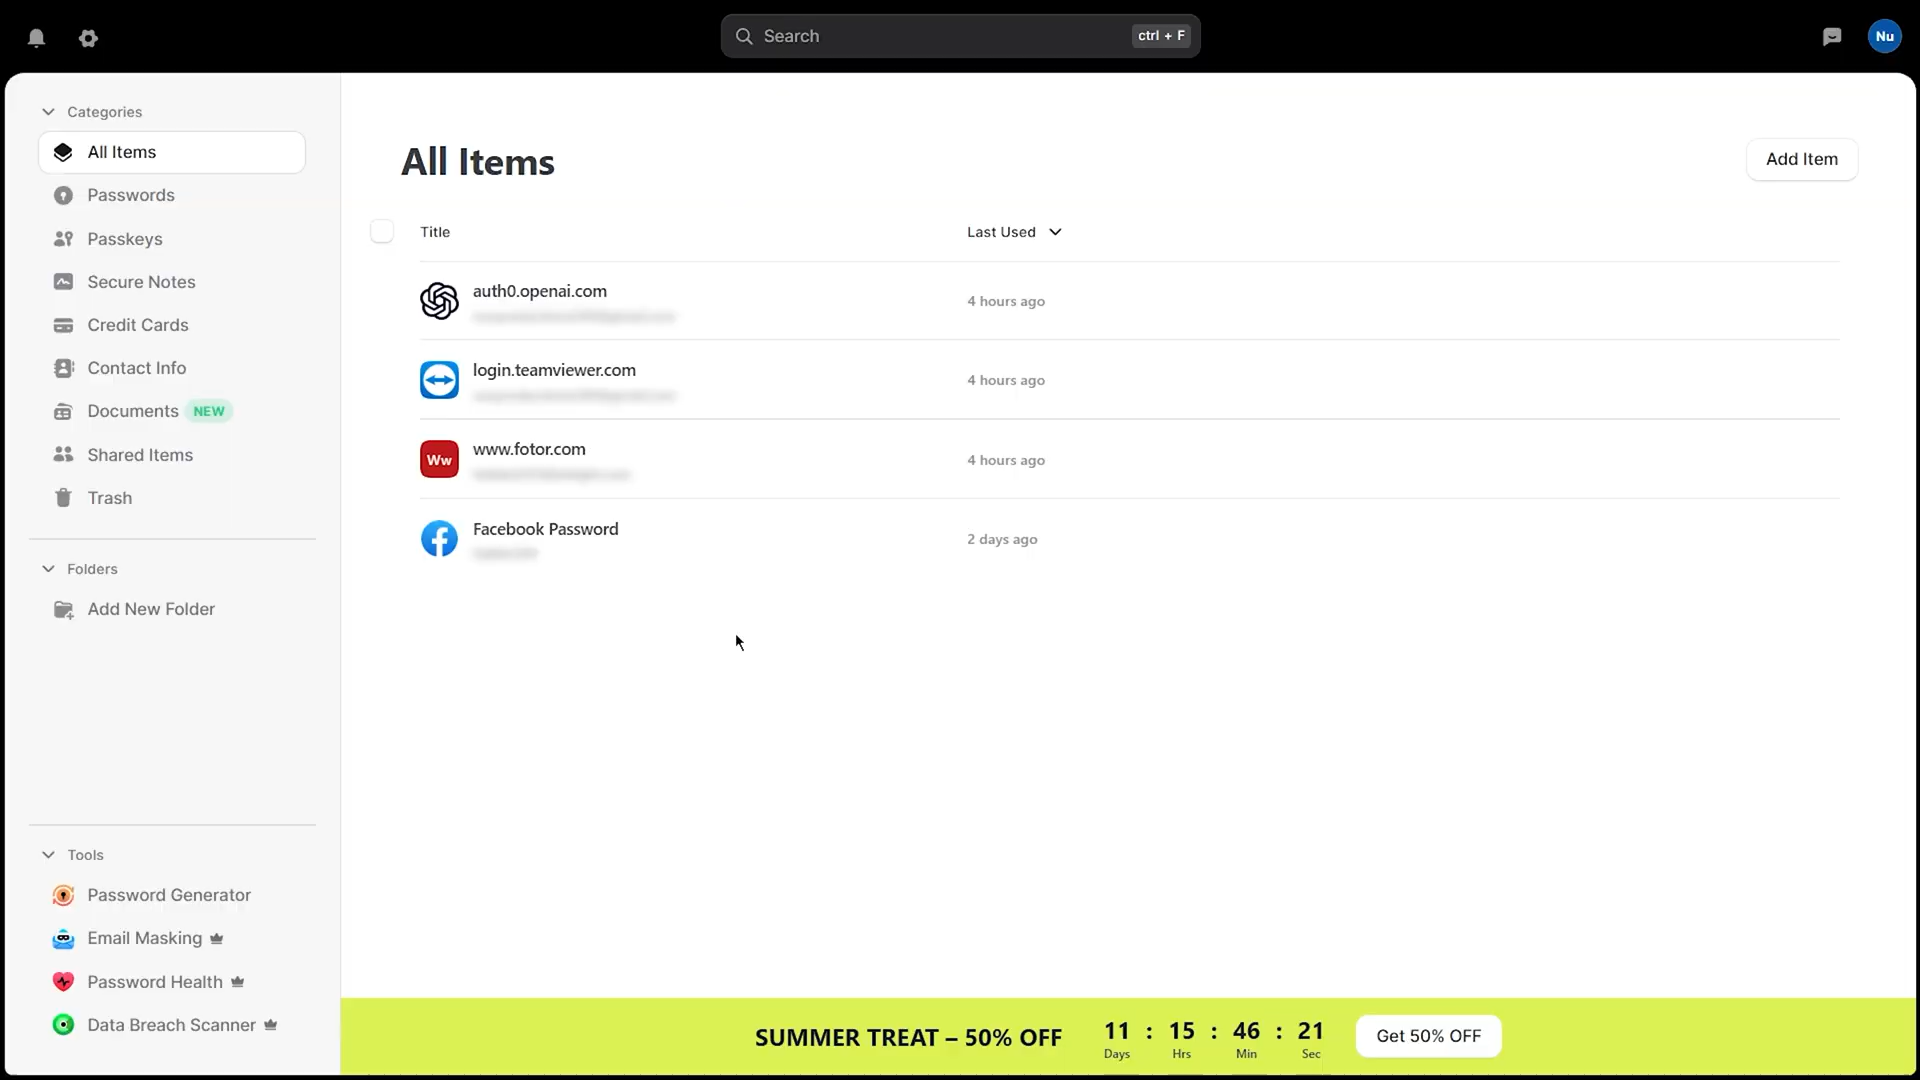 Search
ctrl + F
Nu
Categories
All Items
Passwords
Passkeys
Secure Notes
Credit Cards
Contact Info
Documents NEW
Shared Items
Trash
Folders
Add New Folder
Tools
Password Generator
Email Masking
Password Health
Data Breach Scanner
All Items
Add Item
Title
Last Used
auth0.openai.com
4 hours ago
login.teamviewer.com
4 hours ago
Ww
www.fotor.com
4 hours ago
Facebook Password
2 days ago
SUMMER TREAT – 50% OFF
11 : 15 : 46 : 21
Days Hrs Min Sec
Get 50% OFF